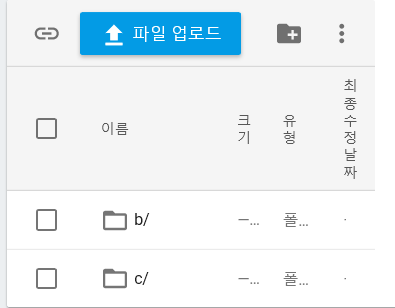 파일 업로드
이름
크기
유형
최종수정날짜
b/
—…
폴…
-
c/
—…
폴…
-